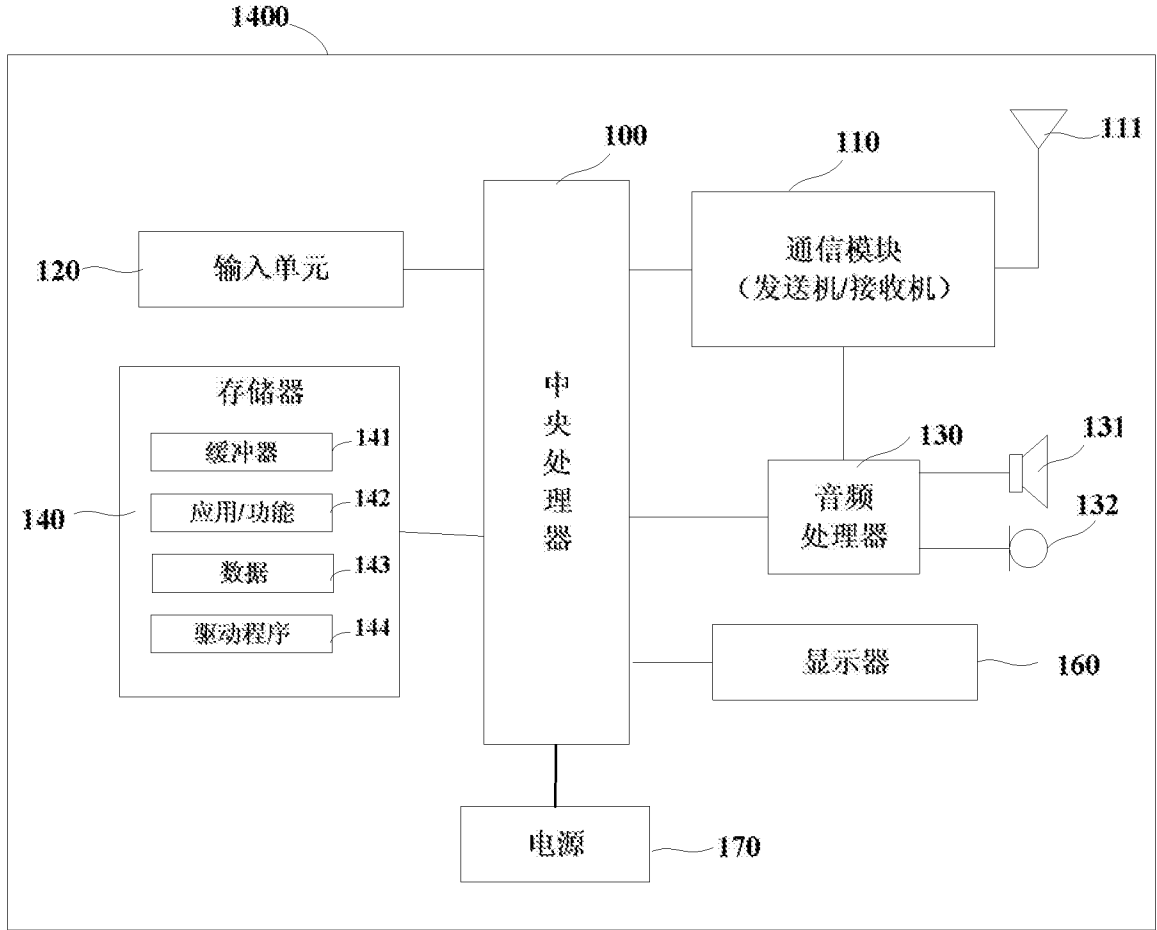 1400
100
110
111
120
输入单元
通信模块
（发送机/接收机）
中央处理器
存储器
缓冲器
141
应用/功能
142
140
数据
143
驱动程序
144
130
音频
处理器
131
132
显示器
160
电源
170